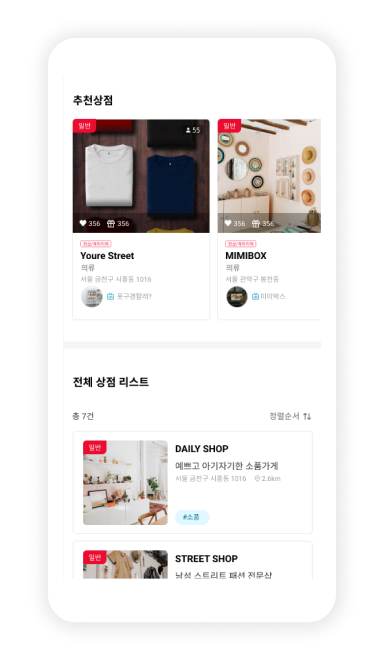 추천상점
일반
55
일반
356 356
356 356
Youre Street
MIMIBOX
의류
의류
서울 금천구 시흥동 1016
서울 관악구 봉천동
옷구경할래?
미미박스
전체 상점 리스트
총 7건
정렬순서
일반
DAILY SHOP
예쁘고 아기자기한 소품가게
서울 금천구 시흥동 1016 2.6km
#소품
일반
STREET SHOP
남성 스트리트 패션 전문샵